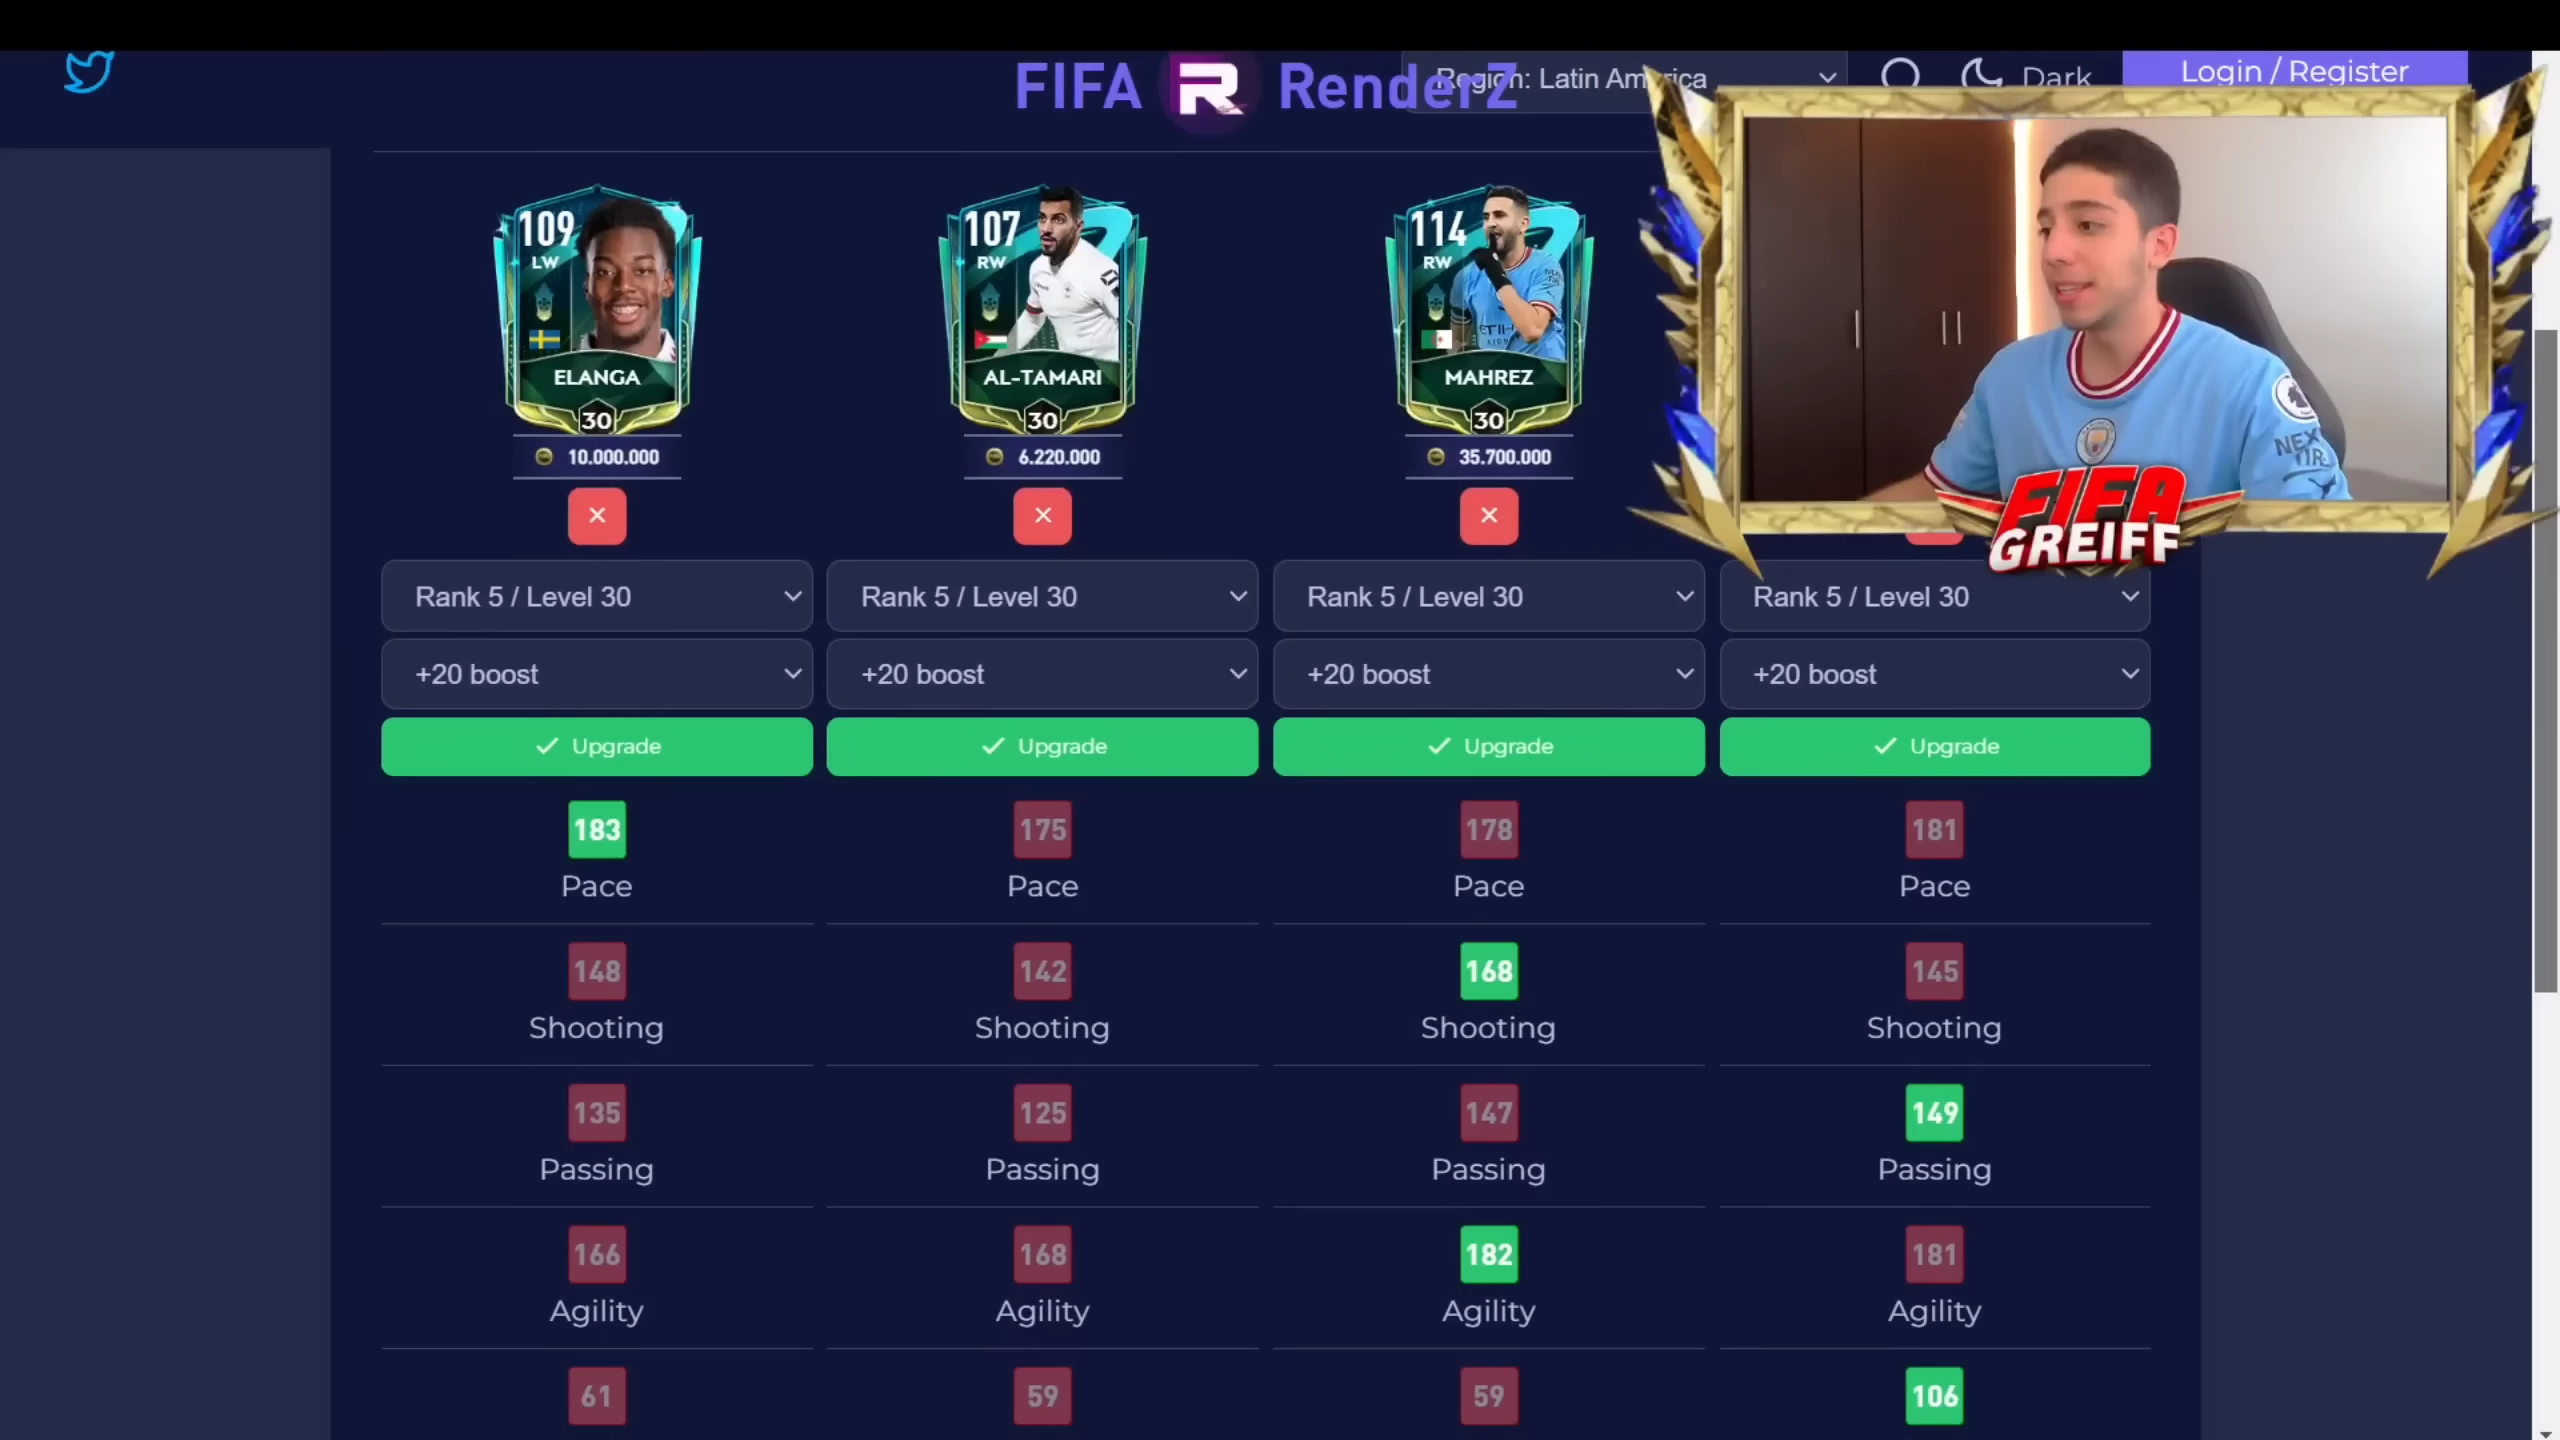 FIFA R RenderZ
Region: Latin America
Dark
Login / Register
109
LW
ELANGA
30
10.000.000
107
RW
AL-TAMARI
30
6.220.000
114
RW
MAHREZ
30
35.700.000
FIFA
GREIFF
Rank 5 / Level 30
Rank 5 / Level 30
Rank 5 / Level 30
Rank 5 / Level 30
+20 boost
+20 boost
+20 boost
+20 boost
Upgrade
Upgrade
Upgrade
Upgrade
183
175
178
181
Pace
Pace
Pace
Pace
148
142
168
145
Shooting
Shooting
Shooting
Shooting
135
125
147
149
Passing
Passing
Passing
Passing
166
168
182
181
Agility
Agility
Agility
Agility
61
59
59
106